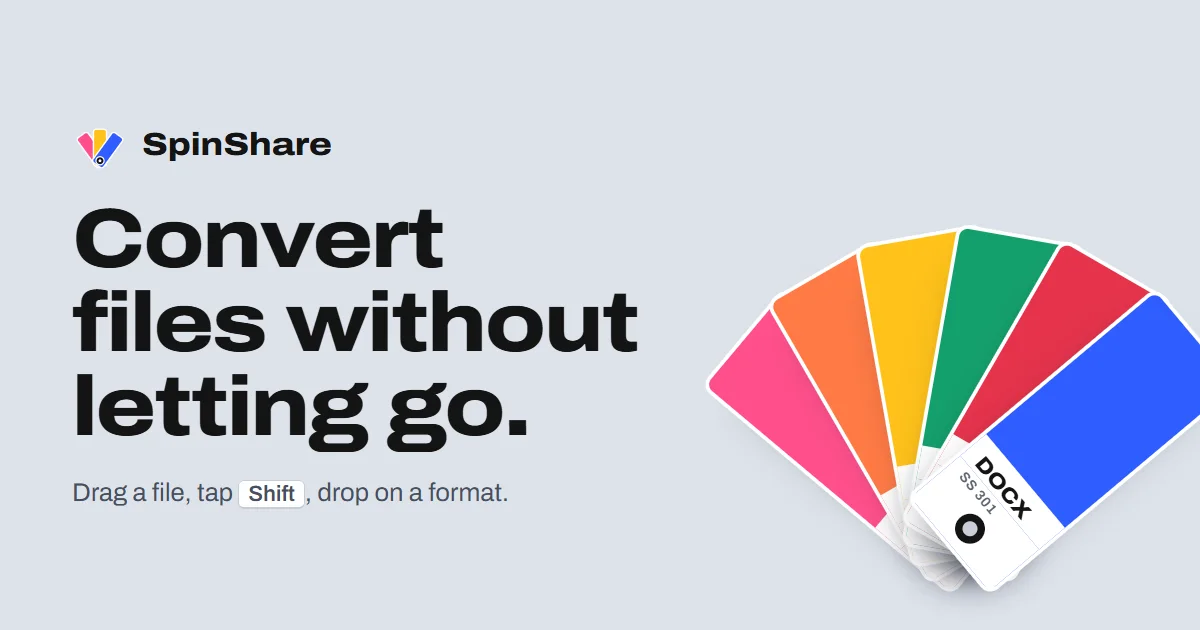 SpinShare
Convert
files without
letting go.
Drag a file, tap Shift, drop on a format.
DOCX
SS 301